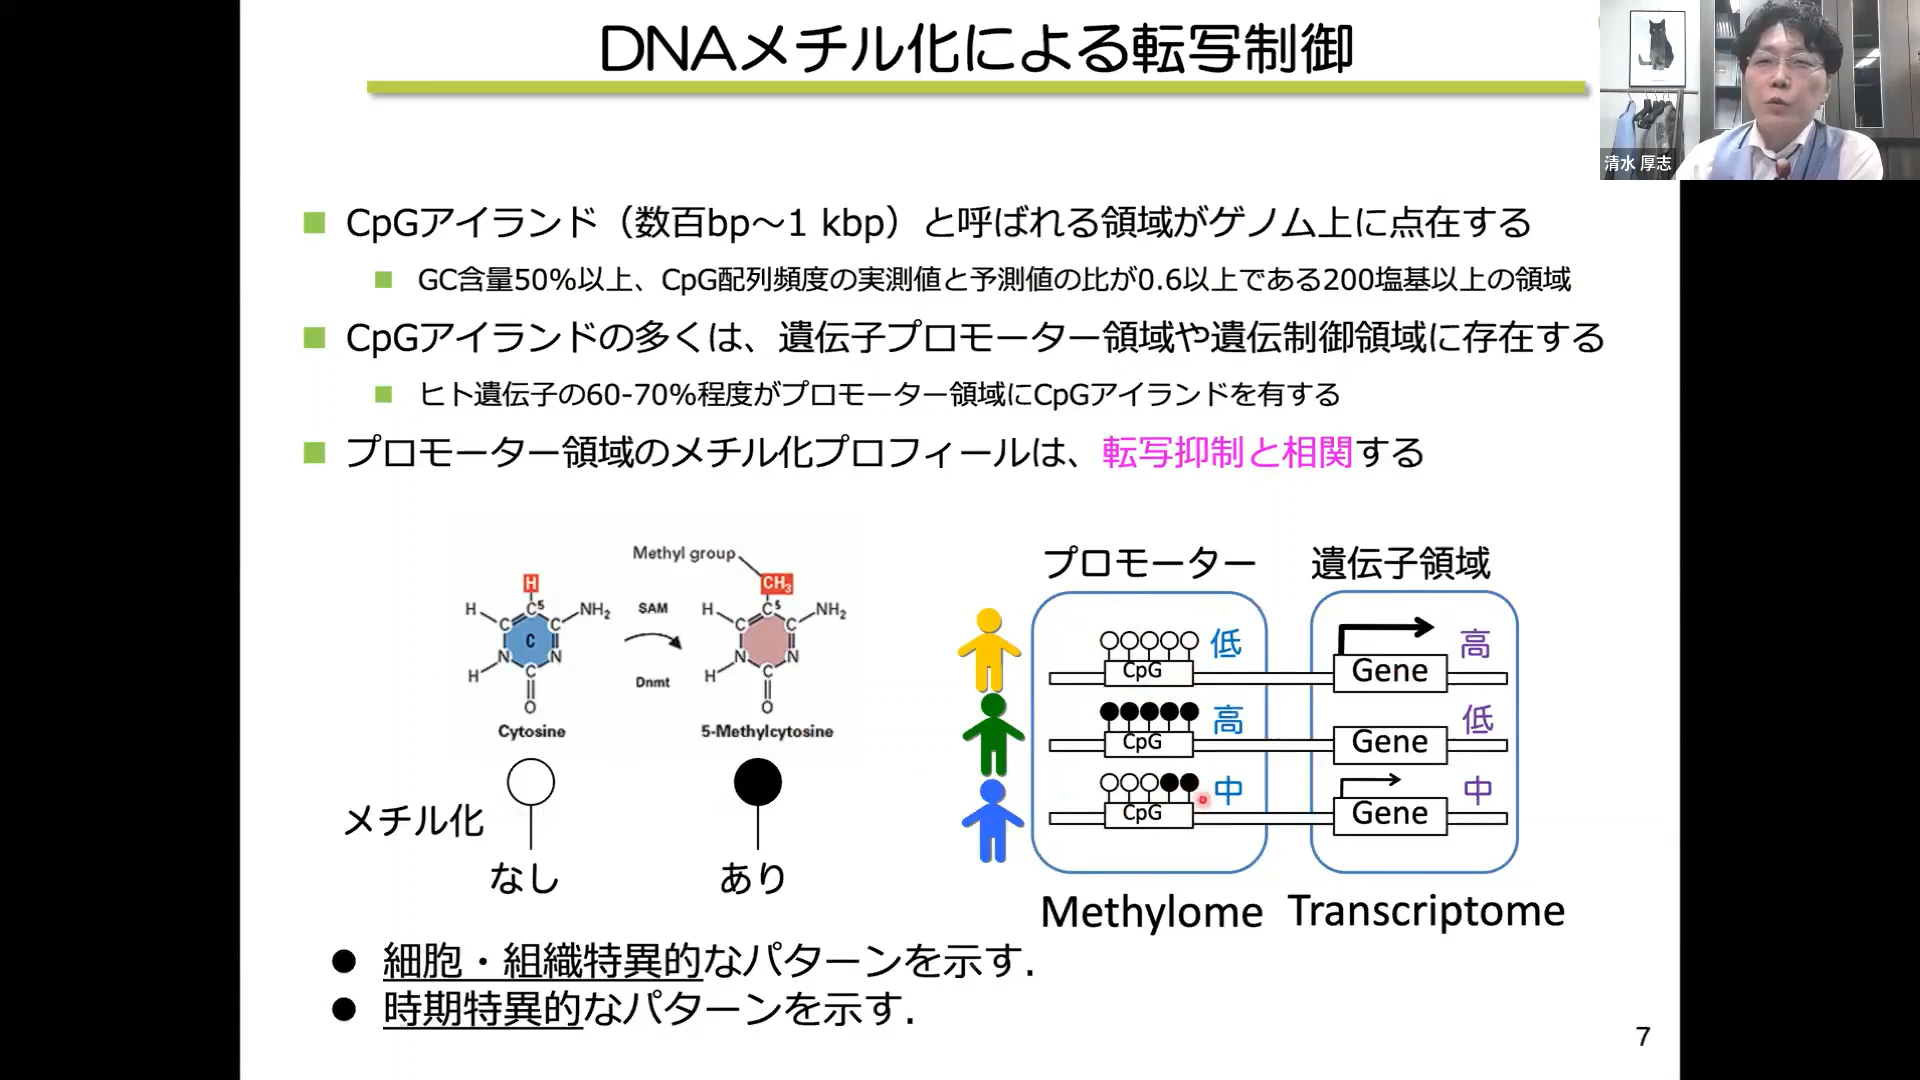 DNAメチル化による転写制御
清水 厚志
CpGアイランド（数百bp～1 kbp）と呼ばれる領域がゲノム上に点在する
GC含量50%以上、CpG配列頻度の実測値と予測値の比が0.6以上である200塩基以上の領域
CpGアイランドの多くは、遺伝子プロモーター領域や遺伝制御領域に存在する
ヒト遺伝子の60-70%程度がプロモーター領域にCpGアイランドを有する
プロモーター領域のメチル化プロフィールは、転写抑制と相関する
Methyl group
H
CH3
H C 5 C NH2
C
N N
H C
O
SAM
Dnmt
H C 5 C NH2
N N
H C
O
Cytosine
5-Methylcytosine
メチル化
なし
あり
プロモーター
遺伝子領域
低
高
CpG
Gene
高
低
CpG
Gene
中
中
CpG
Gene
Methylome
Transcriptome
● 細胞・組織特異的なパターンを示す.
● 時期特異的なパターンを示す.
7